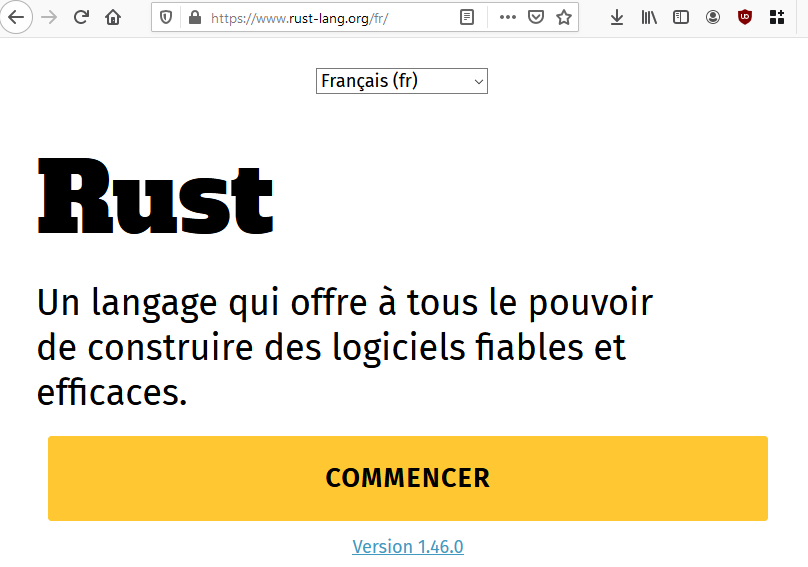 https://www.rust-lang.org/fr/
Français (fr)
Rust
Un langage qui offre à tous le pouvoir
de construire des logiciels fiables et
efficaces.
COMMENCER
Version 1.46.0